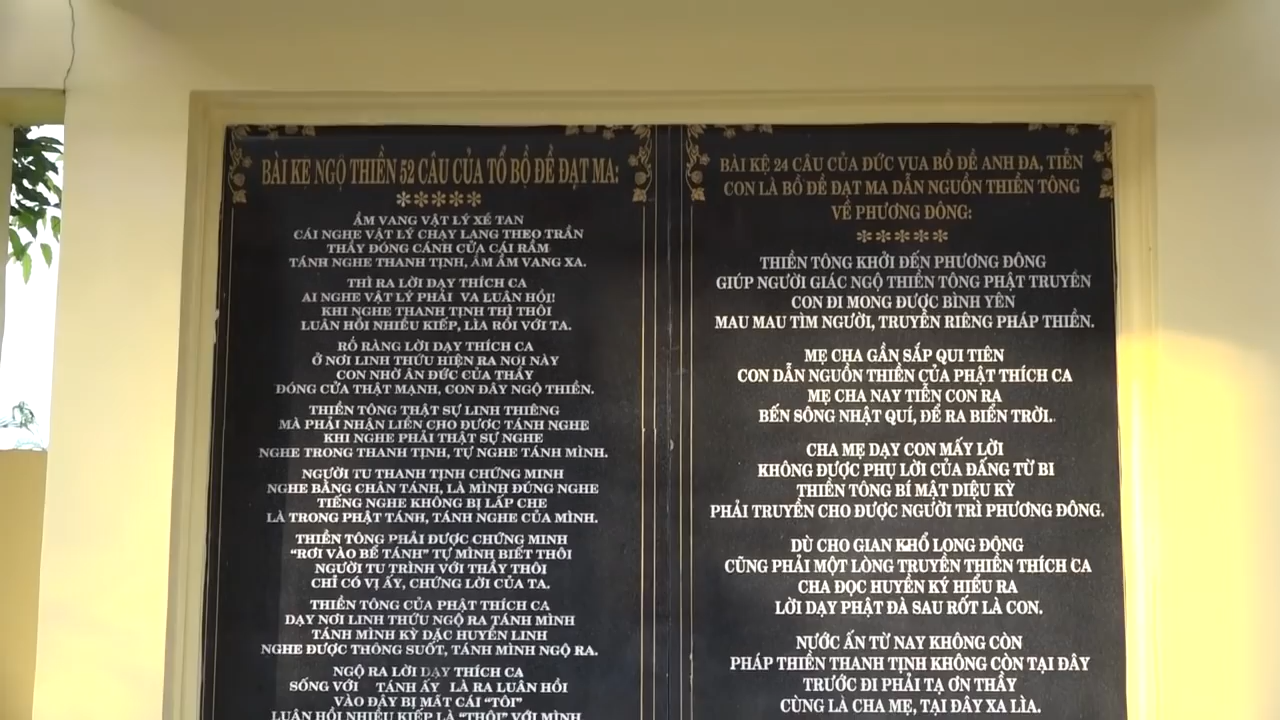 BÀI KỆ NGỘ THIỀN 52 CÂU CỦA TỔ BỒ ĐỀ ĐẠT MA:
ẦM VANG VẬT LÝ XÉ TAN
CÁI NGHE VẬT LÝ CHẠY LANG THEO TRẦN
THẦY ĐÓNG CÁNH CỬA CÁI RẦM
TÁNH NGHE THANH TỊNH, ẦM ẦM VANG XA.
THÌ RA LỜI DẠY THÍCH CA
AI NGHE VẬT LÝ PHẢI VA LUÂN HỒI!
KHI NGHE THANH TỊNH THÌ THÔI
LUÂN HỒI NHIỀU KIẾP, LÌA RỒI VỚI TA.
RÕ RÀNG LỜI DẠY THÍCH CA
Ở NƠI LINH THỨU HIỆN RA NƠI NÀY
CON NHỜ ÂN ĐỨC CỦA THẦY
ĐÓNG CỬA THẬT MẠNH, CON ĐÂY NGỘ THIỀN.
THIỀN TÔNG THẬT SỰ LINH THIÊNG
MÀ PHẢI NHẬN LIỀN CHO ĐƯỢC TÁNH NGHE
KHI NGHE PHẢI THẬT SỰ NGHE
NGHE TRONG THANH TỊNH, TỰ NGHE TÁNH MÌNH.
NGƯỜI TU THANH TỊNH CHỨNG MINH
NGHE BẰNG CHÂN TÁNH, LÀ MÌNH ĐÚNG NGHE
TIẾNG NGHE KHÔNG BỊ LẤP CHE
LÀ TRONG PHẬT TÁNH, TÁNH NGHE CỦA MÌNH.
THIỀN TÔNG PHẢI ĐƯỢC CHỨNG MINH
“RƠI VÀO BỂ TÁNH” TỰ MÌNH BIẾT THÔI
NGƯỜI TU TRÌNH VỚI THẦY THÔI
CHỈ CÓ VỊ ẤY, CHỨNG LỜI CỦA TA.
THIỀN TÔNG CỦA PHẬT THÍCH CA
DẠY NƠI LINH THỨU NGỘ RA TÁNH MÌNH
TÁNH MÌNH KỲ ĐẶC HUYỀN LINH
NGHE ĐƯỢC THÔNG SUỐT, TÁNH MÌNH NGỘ RA.
NGỘ RA LỜI DẠY THÍCH CA
SỐNG VỚI TÁNH ẤY LÀ RA LUÂN HỒI
VÀO ĐÂY BỊ MẤT CÁI “TÔI”
LUÂN HỒI NHIỀU KIẾP LÀ “THÔI” VỚI MÌNH
BÀI KỆ 24 CÂU CỦA ĐỨC VUA BỒ ĐỀ ANH ĐA, TIỄN
CON LÀ BỒ ĐỀ ĐẠT MA DẪN NGUỒN THIỀN TÔNG
VỀ PHƯƠNG ĐÔNG:
THIỀN TÔNG KHỞI ĐẾN PHƯƠNG ĐÔNG
GIÚP NGƯỜI GIÁC NGỘ THIỀN TÔNG PHẬT TRUYỀN
CON ĐI MONG ĐƯỢC BÌNH YÊN
MAU MAU TÌM NGƯỜI, TRUYỀN RIÊNG PHÁP THIỀN.
MẸ CHA GẦN SẮP QUI TIÊN
CON DẪN NGUỒN THIỀN CỦA PHẬT THÍCH CA
MẸ CHA NAY TIỄN CON RA
BẾN SÔNG NHẬT QUÍ, ĐỂ RA BIỂN TRỜI.
CHA MẸ DẠY CON MẤY LỜI
KHÔNG ĐƯỢC PHỤ LỜI CỦA ĐẤNG TỪ BI
THIỀN TÔNG BÍ MẬT DIỆU KỲ
PHẢI TRUYỀN CHO ĐƯỢC NGƯỜI TRÌ PHƯƠNG ĐÔNG.
DÙ CHO GIAN KHỔ LONG ĐONG
CŨNG PHẢI MỘT LÒNG TRUYỀN THIỀN THÍCH CA
CHA ĐỌC HUYỀN KÝ HIỂU RA
LỜI DẠY PHẬT ĐÀ SAU RỐT LÀ CON.
NƯỚC ẤN TỪ NAY KHÔNG CÒN
PHÁP THIỀN THANH TỊNH KHÔNG CÒN TẠI ĐÂY
TRƯỚC ĐI PHẢI TẠ ƠN THẦY
CÙNG LÀ CHA MẸ, TẠI ĐÂY XA LÌA.